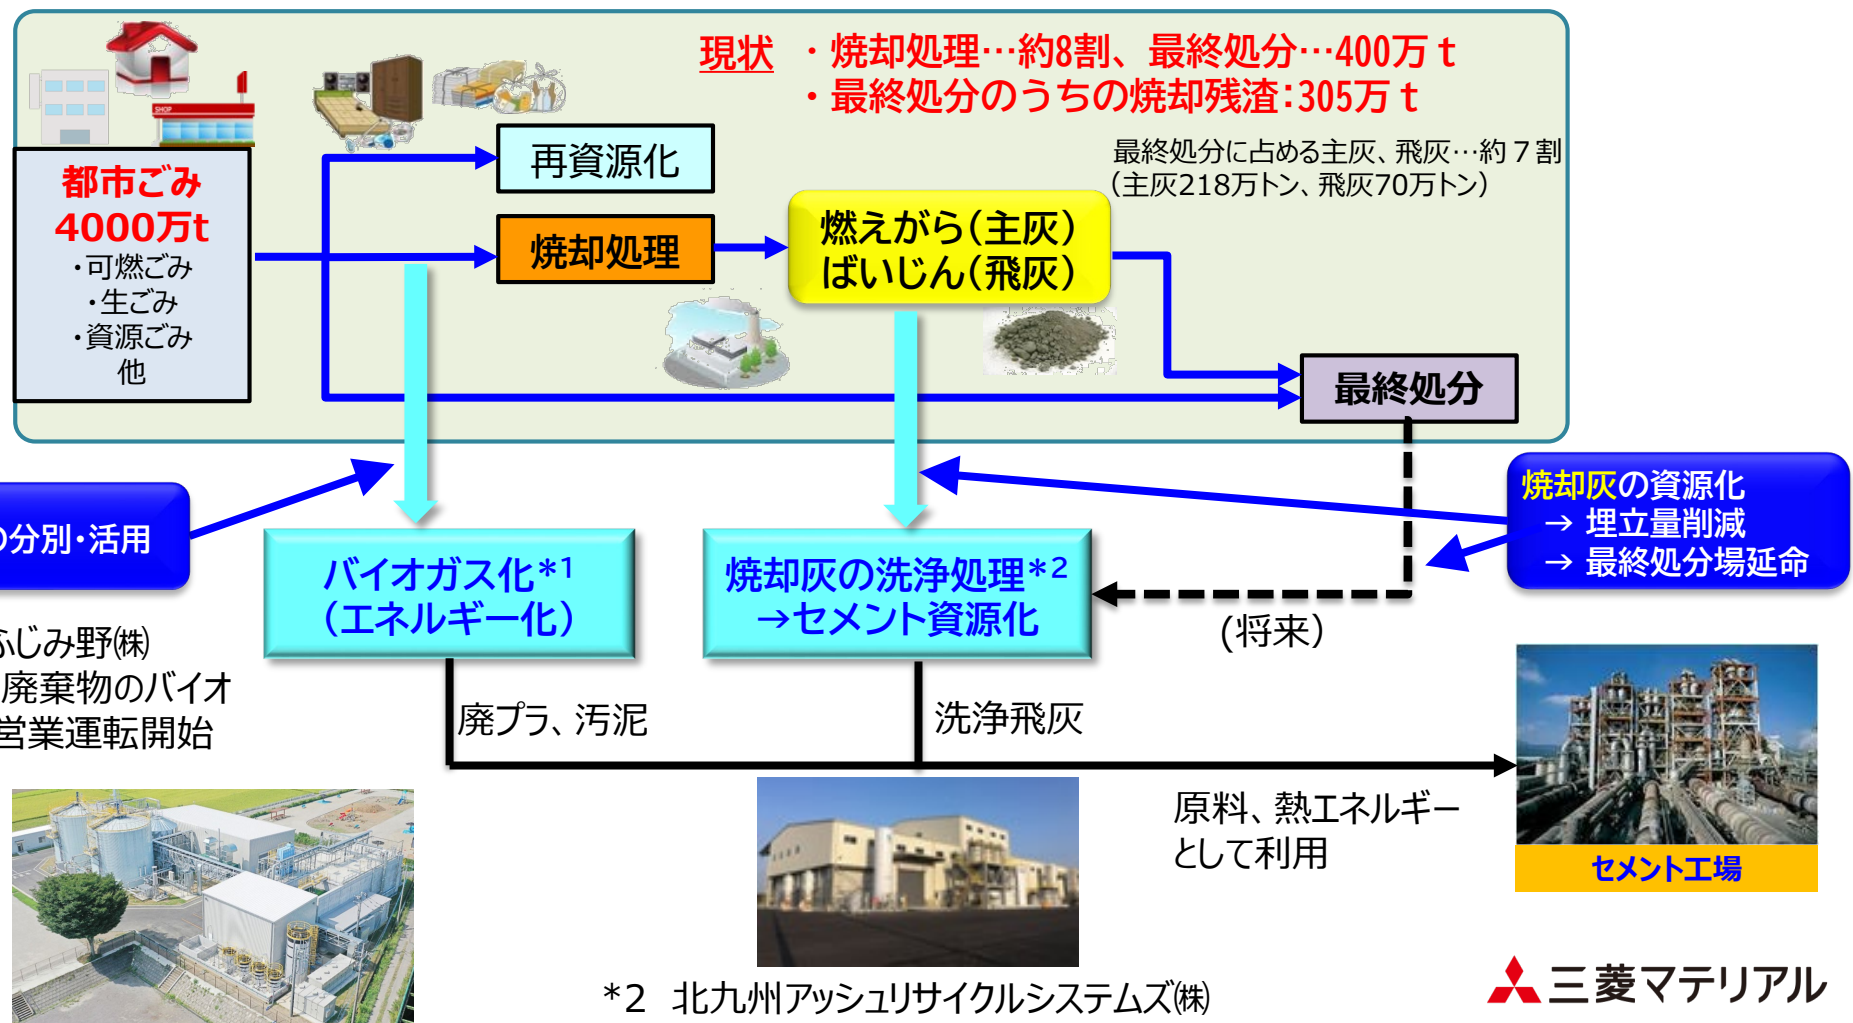 現状 ・焼却処理…約8割、最終処分…400万ｔ
・最終処分のうちの焼却残渣：305万ｔ
SHOP
最終処分に占める主灰、飛灰…約７割
（主灰218万トン、飛灰70万トン）
都市ごみ
4000万t
・可燃ごみ
・生ごみ
・資源ごみ
他
再資源化
焼却処理
燃えがら（主灰）
ばいじん（飛灰）
最終処分
の分別・活用
バイオガス化*1
（エネルギー化）
焼却灰の洗浄処理*2
→セメント資源化
焼却灰の資源化
→ 埋立量削減
→ 最終処分場延命
(将来）
ふじみ野㈱
廃棄物のバイオ
営業運転開始
廃プラ、汚泥
洗浄飛灰
原料、熱エネルギー
として利用
セメント工場
*2 北九州アッシュリサイクルシステムズ㈱
三菱マテリアル